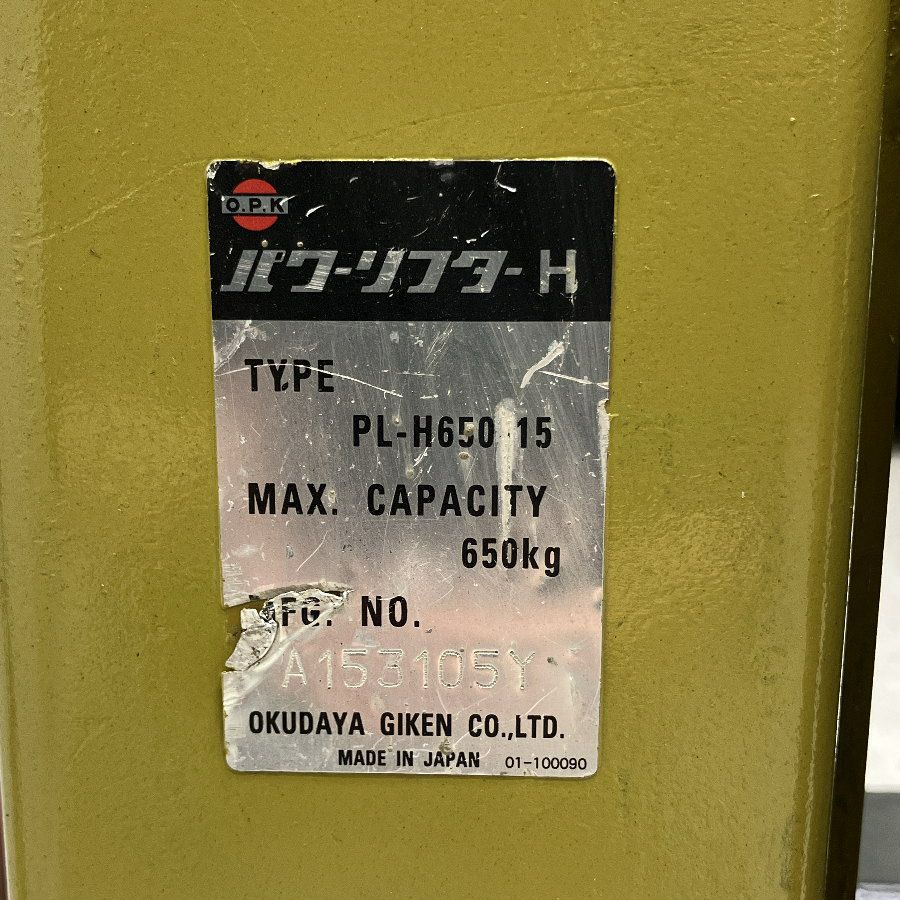 O.P.K
パワーリフターH
TYPE
PL-H650-15
MAX. CAPACITY
650kg
MFG. NO.
A153105Y
OKUDAYA GIKEN CO.,LTD.
MADE IN JAPAN 01-100090